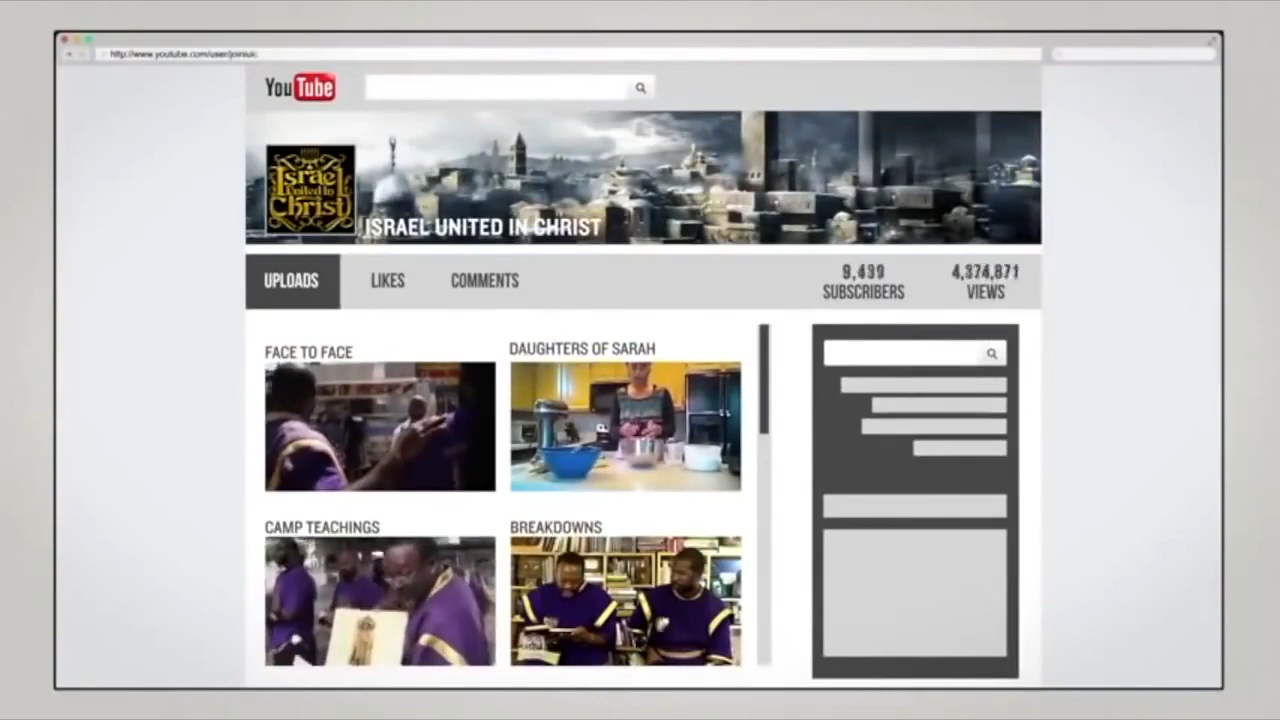 http://www.youtube.com/user/joiniuic
YouTube
Israel
United In
Christ
ISRAEL UNITED IN CHRIST
UPLOADS
LIKES
COMMENTS
9,439
SUBSCRIBERS
4,374,871
VIEWS
FACE TO FACE
DAUGHTERS OF SARAH
CAMP TEACHINGS
BREAKDOWNS